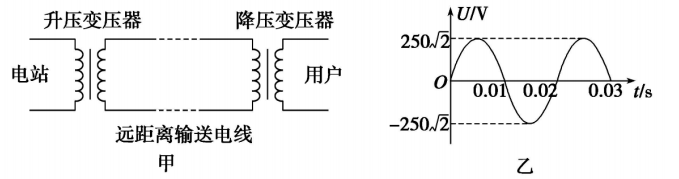 升压变压器 降压变压器
电站 用户
远距离输送电线
甲
U/V
250√2
O 0.01 0.02 0.03 t/s
−250√2
乙